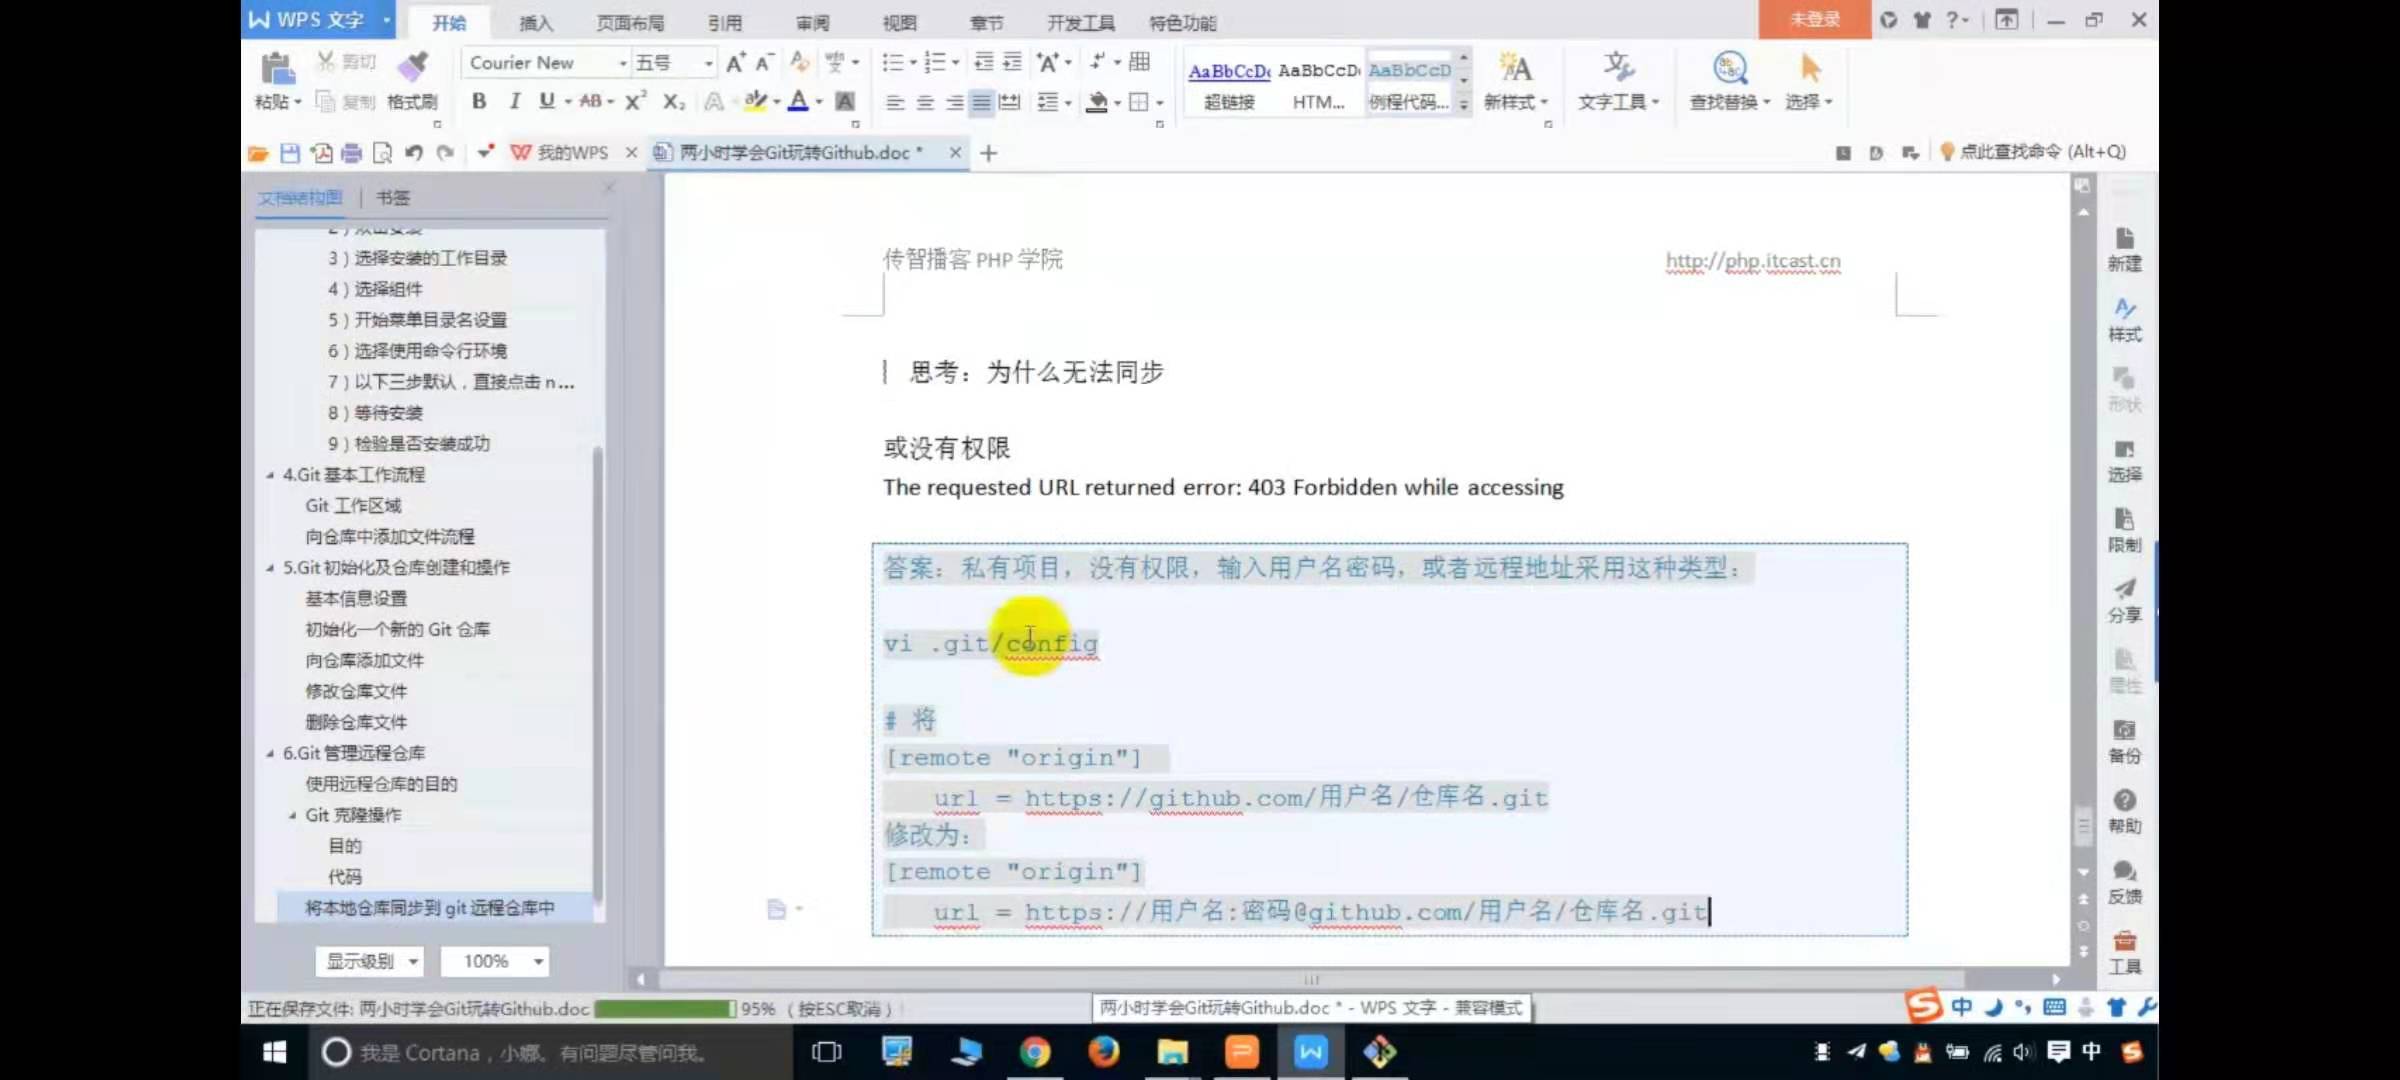 WPS 文字
开始
插入
页面布局
引用
审阅
视图
章节
开发工具
特色功能
未登录
剪切
Courier New
五号
AaBbCcD
AaBbCcD
AaBbCcD
粘贴
复制
格式刷
超链接
HTM...
例程代码...
新样式
文字工具
查找替换
选择
我的WPS
两小时学会Git玩转Github.doc *
点此查找命令 (Alt+Q)
文档结构图
书签
3）选择安装的工作目录
4）选择组件
5）开始菜单目录名设置
6）选择使用命令行环境
7）以下三步默认，直接点击 n...
8）等待安装
9）检验是否安装成功
4.Git 基本工作流程
Git 工作区域
向仓库中添加文件流程
5.Git 初始化及仓库创建和操作
基本信息设置
初始化一个新的 Git 仓库
向仓库添加文件
修改仓库文件
删除仓库文件
6.Git 管理远程仓库
使用远程仓库的目的
Git 克隆操作
目的
代码
将本地仓库同步到 git 远程仓库中
显示级别
100%
传智播客 PHP 学院
http://php.itcast.cn
思考：为什么无法同步
或没有权限
The requested URL returned error: 403 Forbidden while accessing
答案：私有项目，没有权限，输入用户名密码，或者远程地址采用这种类型：
vi .git/config
# 将
[remote "origin"]
url = https://github.com/用户名/仓库名.git
修改为：
[remote "origin"]
url = https://用户名:密码@github.com/用户名/仓库名.git
新建
样式
形状
选择
限制
分享
属性
备份
帮助
反馈
工具
正在保存文件: 两小时学会Git玩转Github.doc
95%
（按ESC取消）
两小时学会Git玩转Github.doc * - WPS 文字 - 兼容模式
中
我是 Cortana，小娜。有问题尽管问我。
中